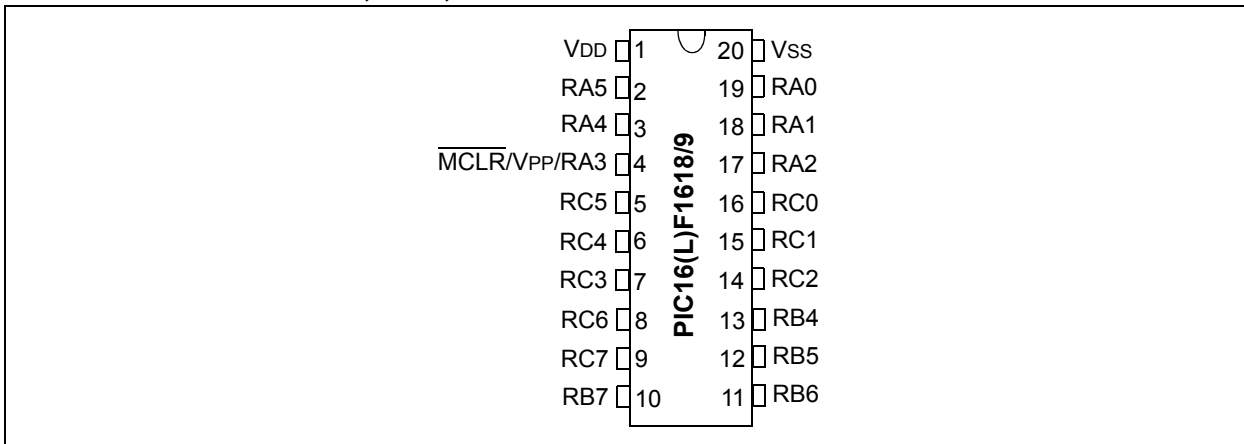 VDD 1 20 VSS
RA5 2 19 RA0
RA4 3 18 RA1
MCLR/VPP/RA3 4 17 RA2
RC5 5 16 RC0
RC4 6 15 RC1
RC3 7 14 RC2
RC6 8 13 RB4
RC7 9 12 RB5
RB7 10 11 RB6
PIC16(L)F1618/9